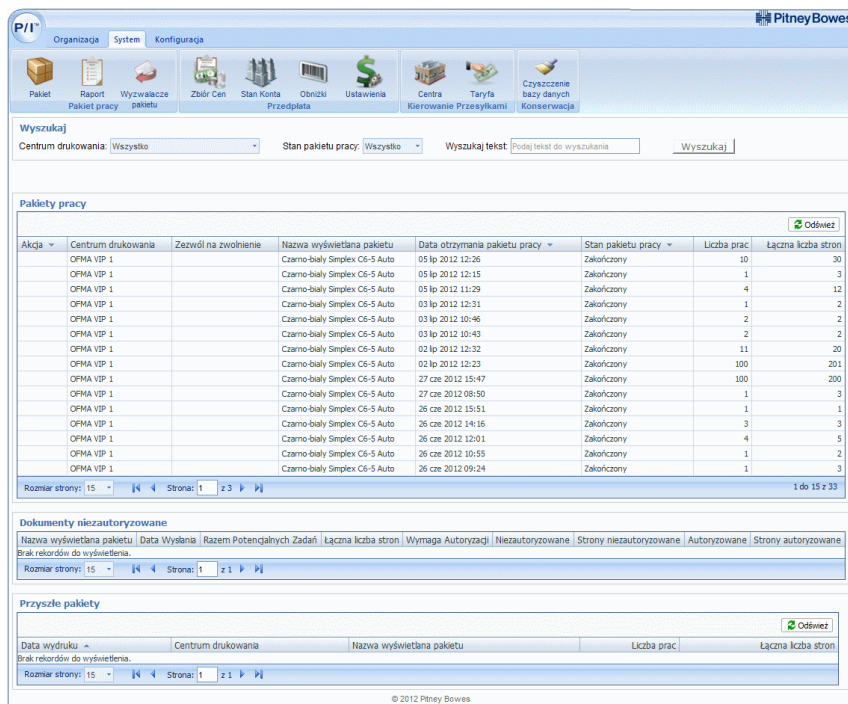 P/I™
Pitney Bowes
Organizacja System Konfiguracja
Pakiet Raport Wyzwalacze pakietu Zbiór Cen Stan Konta Obniżki Ustawienia Centra Taryfa Czyszczenie bazy danych
Pakiet pracy Przedpłata Kierowanie Przesyłkami Konserwacja
Wyszukaj
Centrum drukowania: Wszystko Stan pakietu pracy: Wszystko Wyszukaj tekst: Podaj tekst do wyszukania Wyszukaj
Pakiety pracy
Odśwież
Akcja Centrum drukowania Zezwól na zwolnienie Nazwa wyświetlana pakietu Data otrzymania pakietu pracy Stan pakietu pracy Liczba prac Łączna liczba stron
OFMA VIP 1 Czarno-bialy Simplex C6-5 Auto 05 lip 2012 12:26 Zakończony 10 30
OFMA VIP 1 Czarno-bialy Simplex C6-5 Auto 05 lip 2012 12:15 Zakończony 1 3
OFMA VIP 1 Czarno-bialy Simplex C6-5 Auto 05 lip 2012 11:29 Zakończony 4 12
OFMA VIP 1 Czarno-bialy Simplex C6-5 Auto 03 lip 2012 12:31 Zakończony 1 2
OFMA VIP 1 Czarno-bialy Simplex C6-5 Auto 03 lip 2012 10:46 Zakończony 2 2
OFMA VIP 1 Czarno-bialy Simplex C6-5 Auto 03 lip 2012 10:43 Zakończony 2 2
OFMA VIP 1 Czarno-bialy Simplex C6-5 Auto 02 lip 2012 12:32 Zakończony 11 20
OFMA VIP 1 Czarno-bialy Simplex C6-5 Auto 02 lip 2012 12:23 Zakończony 100 201
OFMA VIP 1 Czarno-bialy Simplex C6-5 Auto 27 cze 2012 15:47 Zakończony 100 200
OFMA VIP 1 Czarno-bialy Simplex C6-5 Auto 27 cze 2012 08:50 Zakończony 1 3
OFMA VIP 1 Czarno-bialy Simplex C6-5 Auto 26 cze 2012 15:51 Zakończony 1 1
OFMA VIP 1 Czarno-bialy Simplex C6-5 Auto 26 cze 2012 14:16 Zakończony 3 3
OFMA VIP 1 Czarno-bialy Simplex C6-5 Auto 26 cze 2012 12:01 Zakończony 4 5
OFMA VIP 1 Czarno-bialy Simplex C6-5 Auto 26 cze 2012 10:55 Zakończony 1 2
OFMA VIP 1 Czarno-bialy Simplex C6-5 Auto 26 cze 2012 09:24 Zakończony 1 3
Rozmiar strony: 15 Strona: 1 z 3 1 do 15 z 33
Dokumenty niezautoryzowane
Nazwa wyświetlana pakietu Data Wysłania Razem Potencjalnych Zadań Łączna liczba stron Wymaga Autoryzacji Niezautoryzowane Strony niezautoryzowane Autoryzowane Strony autoryzowane
Brak rekordów do wyświetlenia.
Rozmiar strony: 15 Strona: 1 z 1
Przyszłe pakiety
Odśwież
Data wydruku Centrum drukowania Nazwa wyświetlana pakietu Liczba prac Łączna liczba stron
Brak rekordów do wyświetlenia.
Rozmiar strony: 15 Strona: 1 z 1
© 2012 Pitney Bowes